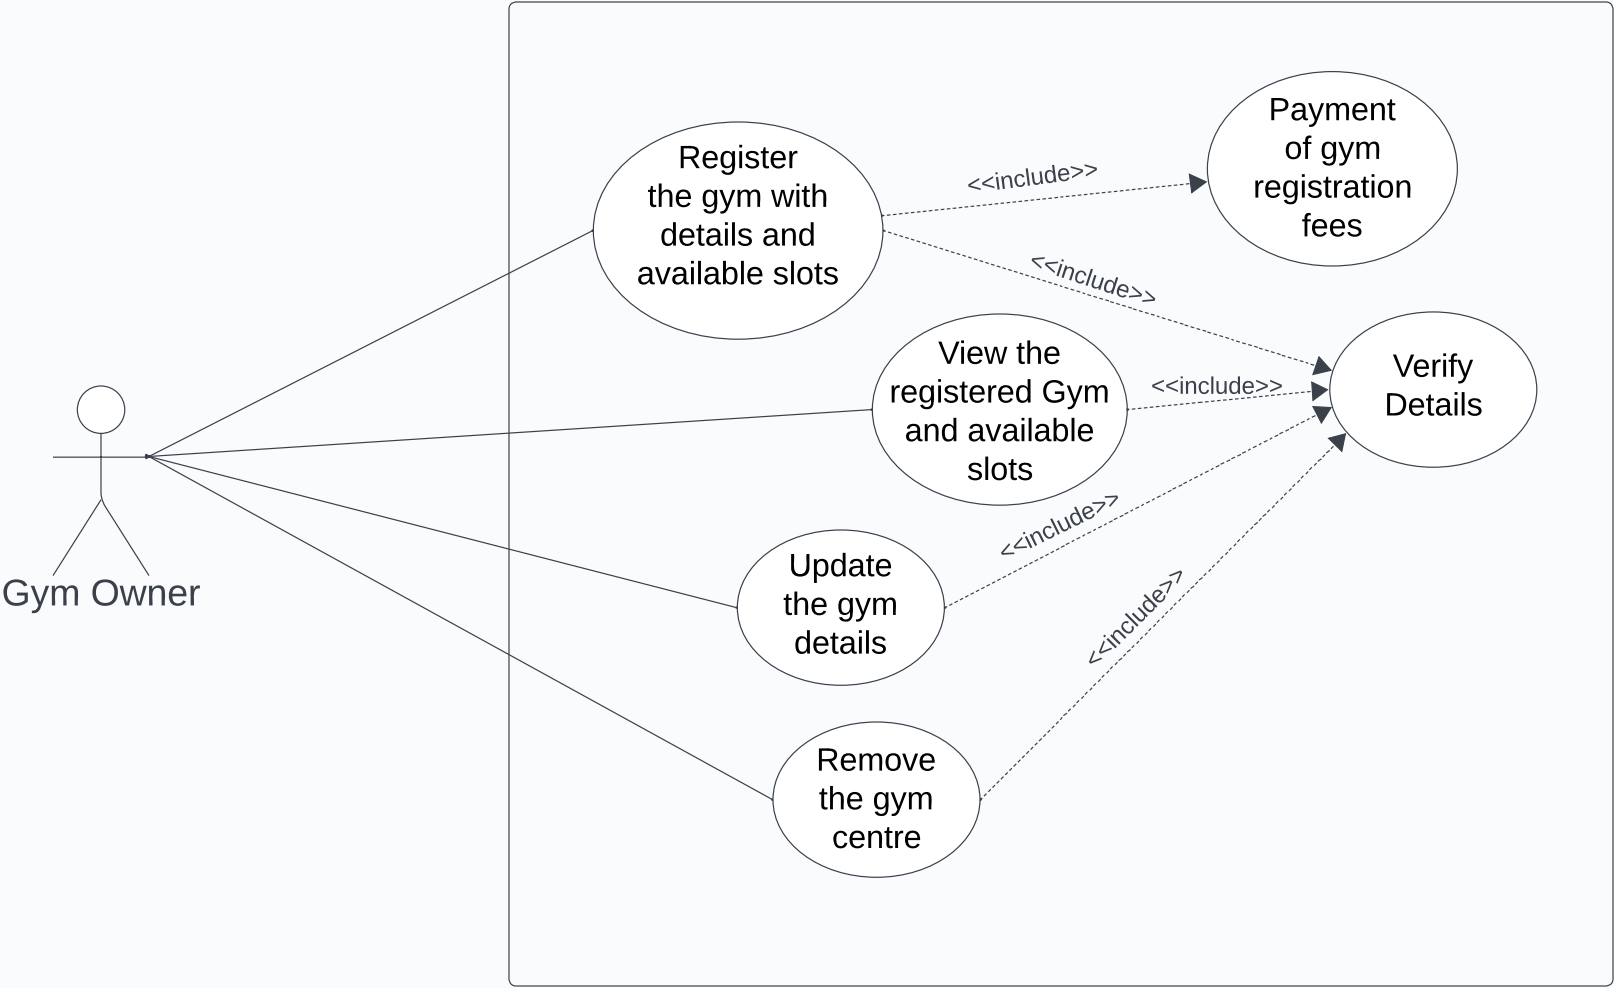 Payment
of gym
registration
fees
Register
the gym with
details and
available slots
<<include>>
<<include>>
View the
registered Gym
and available
slots
<<include>>
Verify
Details
<<include>>
Update
the gym
details
Gym Owner
<<include>>
Remove
the gym
centre